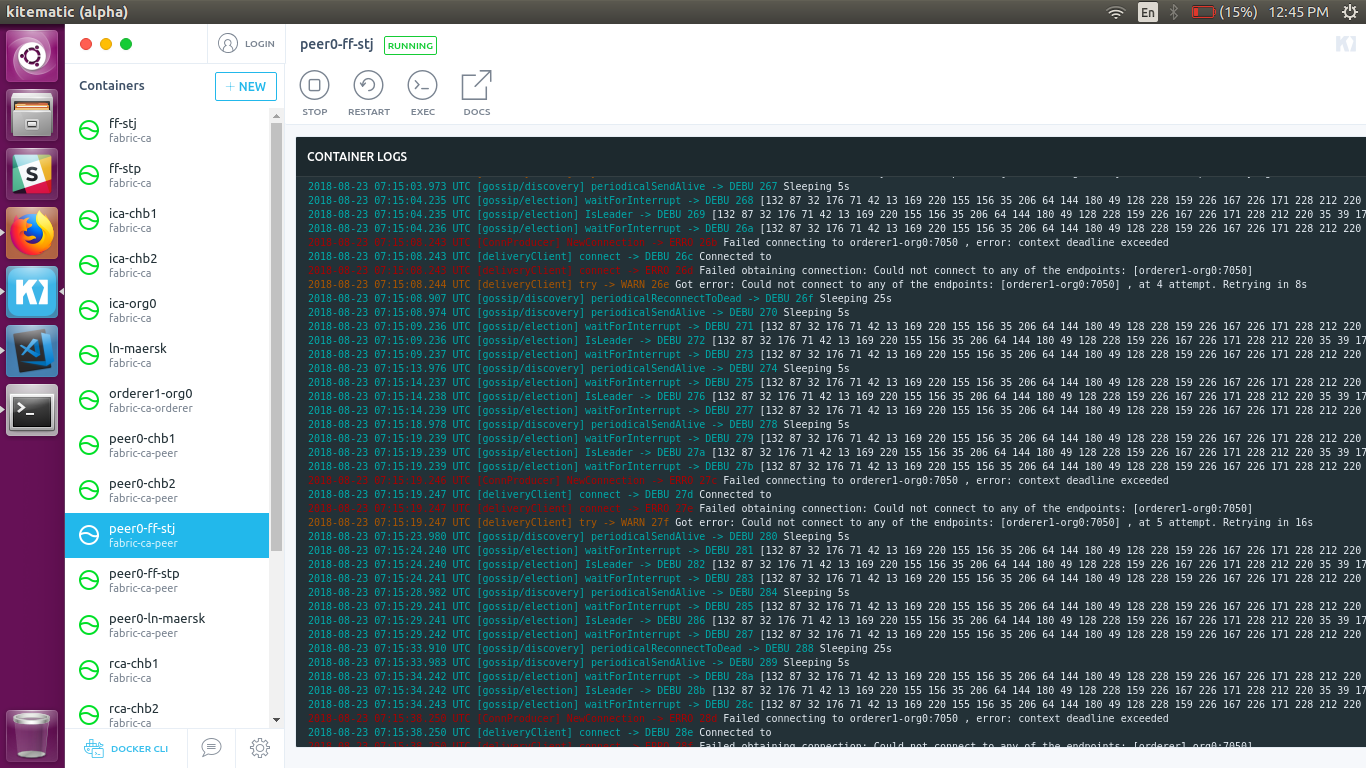 kitematic (alpha)
En
(15%)
12:45 PM
LOGIN
Containers
+ NEW
ff-stj
fabric-ca
ff-stp
fabric-ca
ica-chb1
fabric-ca
ica-chb2
fabric-ca
ica-org0
fabric-ca
ln-maersk
fabric-ca
orderer1-org0
fabric-ca-orderer
peer0-chb1
fabric-ca-peer
peer0-chb2
fabric-ca-peer
peer0-ff-stj
fabric-ca-peer
peer0-ff-stp
fabric-ca-peer
peer0-ln-maersk
fabric-ca-peer
rca-chb1
fabric-ca
rca-chb2
fabric-ca
DOCKER CLI
peer0-ff-stj
RUNNING
STOP
RESTART
EXEC
DOCS
CONTAINER LOGS
2018-08-23 07:15:03.973 UTC [gossip/discovery] periodicalSendAlive -> DEBU 267 Sleeping 5s
2018-08-23 07:15:04.235 UTC [gossip/election] waitForInterrupt -> DEBU 268 [132 87 32 176 71 42 13 169 220 155 156 35 206 64 144 180 49 128 228 159 226 167 226 171 228 212 220
2018-08-23 07:15:04.235 UTC [gossip/election] IsLeader -> DEBU 269 [132 87 32 176 71 42 13 169 220 155 156 35 206 64 144 180 49 128 228 159 226 167 226 171 228 212 220 35 39 17
2018-08-23 07:15:04.236 UTC [gossip/election] waitForInterrupt -> DEBU 26a [132 87 32 176 71 42 13 169 220 155 156 35 206 64 144 180 49 128 228 159 226 167 226 171 228 212 220
Failed connecting to orderer1-org0:7050 , error: context deadline exceeded
2018-08-23 07:15:08.243 UTC [deliveryClient] connect -> DEBU 26c Connected to
Failed obtaining connection: Could not connect to any of the endpoints: [orderer1-org0:7050]
2018-08-23 07:15:08.244 UTC [deliveryClient] try -> WARN 26e Got error: Could not connect to any of the endpoints: [orderer1-org0:7050] , at 4 attempt. Retrying in 8s
2018-08-23 07:15:08.907 UTC [gossip/discovery] periodicalReconnectToDead -> DEBU 26f Sleeping 25s
2018-08-23 07:15:08.974 UTC [gossip/discovery] periodicalSendAlive -> DEBU 270 Sleeping 5s
2018-08-23 07:15:09.236 UTC [gossip/election] waitForInterrupt -> DEBU 271 [132 87 32 176 71 42 13 169 220 155 156 35 206 64 144 180 49 128 228 159 226 167 226 171 228 212 220
2018-08-23 07:15:09.236 UTC [gossip/election] IsLeader -> DEBU 272 [132 87 32 176 71 42 13 169 220 155 156 35 206 64 144 180 49 128 228 159 226 167 226 171 228 212 220 35 39 17
2018-08-23 07:15:09.237 UTC [gossip/election] waitForInterrupt -> DEBU 273 [132 87 32 176 71 42 13 169 220 155 156 35 206 64 144 180 49 128 228 159 226 167 226 171 228 212 220
2018-08-23 07:15:13.976 UTC [gossip/discovery] periodicalSendAlive -> DEBU 274 Sleeping 5s
2018-08-23 07:15:14.237 UTC [gossip/election] waitForInterrupt -> DEBU 275 [132 87 32 176 71 42 13 169 220 155 156 35 206 64 144 180 49 128 228 159 226 167 226 171 228 212 220
2018-08-23 07:15:14.238 UTC [gossip/election] IsLeader -> DEBU 276 [132 87 32 176 71 42 13 169 220 155 156 35 206 64 144 180 49 128 228 159 226 167 226 171 228 212 220 35 39 17
2018-08-23 07:15:14.239 UTC [gossip/election] waitForInterrupt -> DEBU 277 [132 87 32 176 71 42 13 169 220 155 156 35 206 64 144 180 49 128 228 159 226 167 226 171 228 212 220
2018-08-23 07:15:18.978 UTC [gossip/discovery] periodicalSendAlive -> DEBU 278 Sleeping 5s
2018-08-23 07:15:19.239 UTC [gossip/election] waitForInterrupt -> DEBU 279 [132 87 32 176 71 42 13 169 220 155 156 35 206 64 144 180 49 128 228 159 226 167 226 171 228 212 220
2018-08-23 07:15:19.239 UTC [gossip/election] IsLeader -> DEBU 27a [132 87 32 176 71 42 13 169 220 155 156 35 206 64 144 180 49 128 228 159 226 167 226 171 228 212 220 35 39 17
2018-08-23 07:15:19.239 UTC [gossip/election] waitForInterrupt -> DEBU 27b [132 87 32 176 71 42 13 169 220 155 156 35 206 64 144 180 49 128 228 159 226 167 226 171 228 212 220
Failed connecting to orderer1-org0:7050 , error: context deadline exceeded
2018-08-23 07:15:19.247 UTC [deliveryClient] connect -> DEBU 27d Connected to
Failed obtaining connection: Could not connect to any of the endpoints: [orderer1-org0:7050]
2018-08-23 07:15:19.247 UTC [deliveryClient] try -> WARN 27f Got error: Could not connect to any of the endpoints: [orderer1-org0:7050] , at 5 attempt. Retrying in 16s
2018-08-23 07:15:23.980 UTC [gossip/discovery] periodicalSendAlive -> DEBU 280 Sleeping 5s
2018-08-23 07:15:24.240 UTC [gossip/election] waitForInterrupt -> DEBU 281 [132 87 32 176 71 42 13 169 220 155 156 35 206 64 144 180 49 128 228 159 226 167 226 171 228 212 220
2018-08-23 07:15:24.240 UTC [gossip/election] IsLeader -> DEBU 282 [132 87 32 176 71 42 13 169 220 155 156 35 206 64 144 180 49 128 228 159 226 167 226 171 228 212 220 35 39 17
2018-08-23 07:15:24.241 UTC [gossip/election] waitForInterrupt -> DEBU 283 [132 87 32 176 71 42 13 169 220 155 156 35 206 64 144 180 49 128 228 159 226 167 226 171 228 212 220
2018-08-23 07:15:28.982 UTC [gossip/discovery] periodicalSendAlive -> DEBU 284 Sleeping 5s
2018-08-23 07:15:29.241 UTC [gossip/election] waitForInterrupt -> DEBU 285 [132 87 32 176 71 42 13 169 220 155 156 35 206 64 144 180 49 128 228 159 226 167 226 171 228 212 220
2018-08-23 07:15:29.241 UTC [gossip/election] IsLeader -> DEBU 286 [132 87 32 176 71 42 13 169 220 155 156 35 206 64 144 180 49 128 228 159 226 167 226 171 228 212 220 35 39 17
2018-08-23 07:15:29.242 UTC [gossip/election] waitForInterrupt -> DEBU 287 [132 87 32 176 71 42 13 169 220 155 156 35 206 64 144 180 49 128 228 159 226 167 226 171 228 212 220
2018-08-23 07:15:33.910 UTC [gossip/discovery] periodicalReconnectToDead -> DEBU 288 Sleeping 25s
2018-08-23 07:15:33.983 UTC [gossip/discovery] periodicalSendAlive -> DEBU 289 Sleeping 5s
2018-08-23 07:15:34.242 UTC [gossip/election] waitForInterrupt -> DEBU 28a [132 87 32 176 71 42 13 169 220 155 156 35 206 64 144 180 49 128 228 159 226 167 226 171 228 212 220
2018-08-23 07:15:34.242 UTC [gossip/election] IsLeader -> DEBU 28b [132 87 32 176 71 42 13 169 220 155 156 35 206 64 144 180 49 128 228 159 226 167 226 171 228 212 220 35 39 17
2018-08-23 07:15:34.243 UTC [gossip/election] waitForInterrupt -> DEBU 28c [132 87 32 176 71 42 13 169 220 155 156 35 206 64 144 180 49 128 228 159 226 167 226 171 228 212 220
Failed connecting to orderer1-org0:7050 , error: context deadline exceeded
2018-08-23 07:15:38.250 UTC [deliveryClient] connect -> DEBU 28e Connected to
Failed obtaining connection: Could not connect to any of the endpoints: [orderer1-org0:7050]